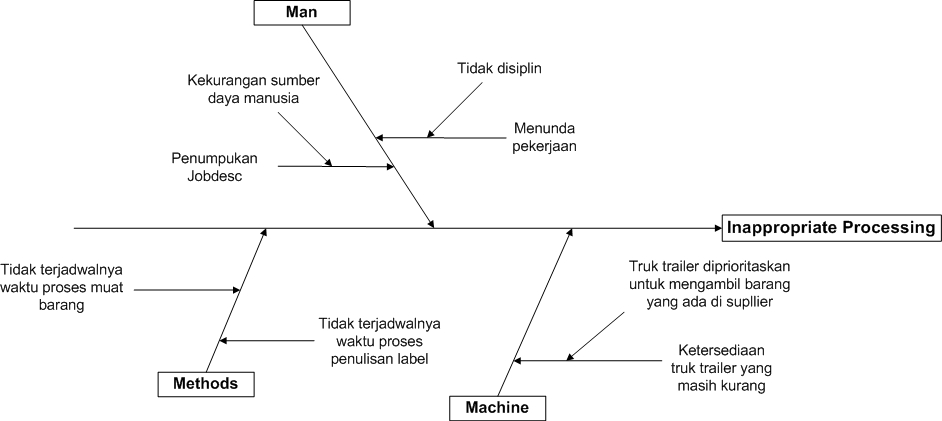 Man
Tidak disiplin
Kekurangan sumber
daya manusia
Menunda
pekerjaan
Penumpukan
Jobdesc
Inappropriate Processing
Tidak terjadwalnya
waktu proses muat
barang
Truk trailer diprioritaskan
untuk mengambil barang
yang ada di supllier
Tidak terjadwalnya
waktu proses
penulisan label
Ketersediaan
truk trailer yang
masih kurang
Methods
Machine